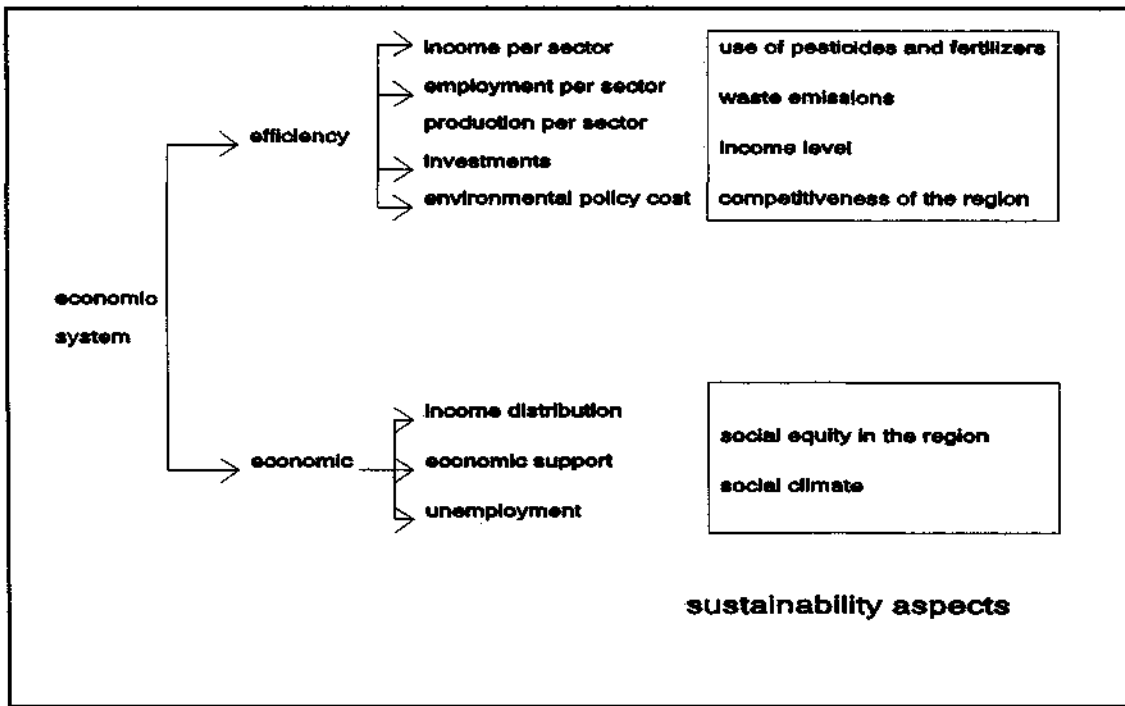 income per sector
employment per sector
production per sector
efficiency
investments
environmental policy cost
use of pesticides and fertilizers
waste emissions
income level
competitiveness of the region
economic
system
income distribution
economic
economic support
unemployment
social equity in the region
social climate
sustainability aspects